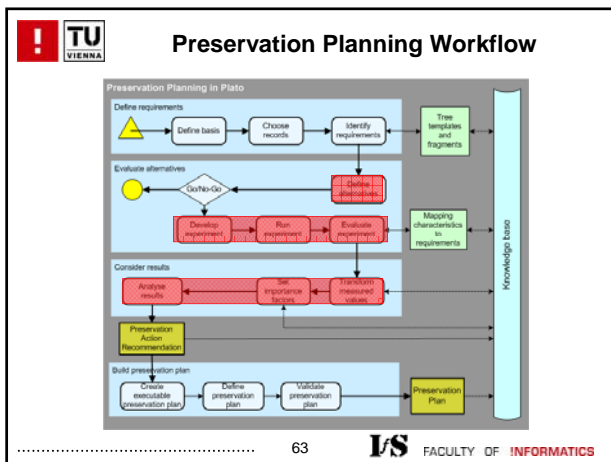 !
TU
VIENNA
Preservation Planning Workflow
Preservation Planning in Plato
Define requirements
Define basis
Choose
records
Identify
requirements
Tree
templates
and
fragments
Evaluate alternatives
Go/No-Go
Define
alternatives
Develop
experiment
Run
experiment
Evaluate
experiment
Mapping
characteristics
to
requirements
Knowledge base
Consider results
Analyse
results
Set
importance
factors
Transform
measured
values
Preservation
Action
Recommendation
Build preservation plan
Create
executable
preservation plan
Define
preservation
plan
Validate
preservation
plan
Preservation
Plan
63
IfS
FACULTY OF !NFORMATICS